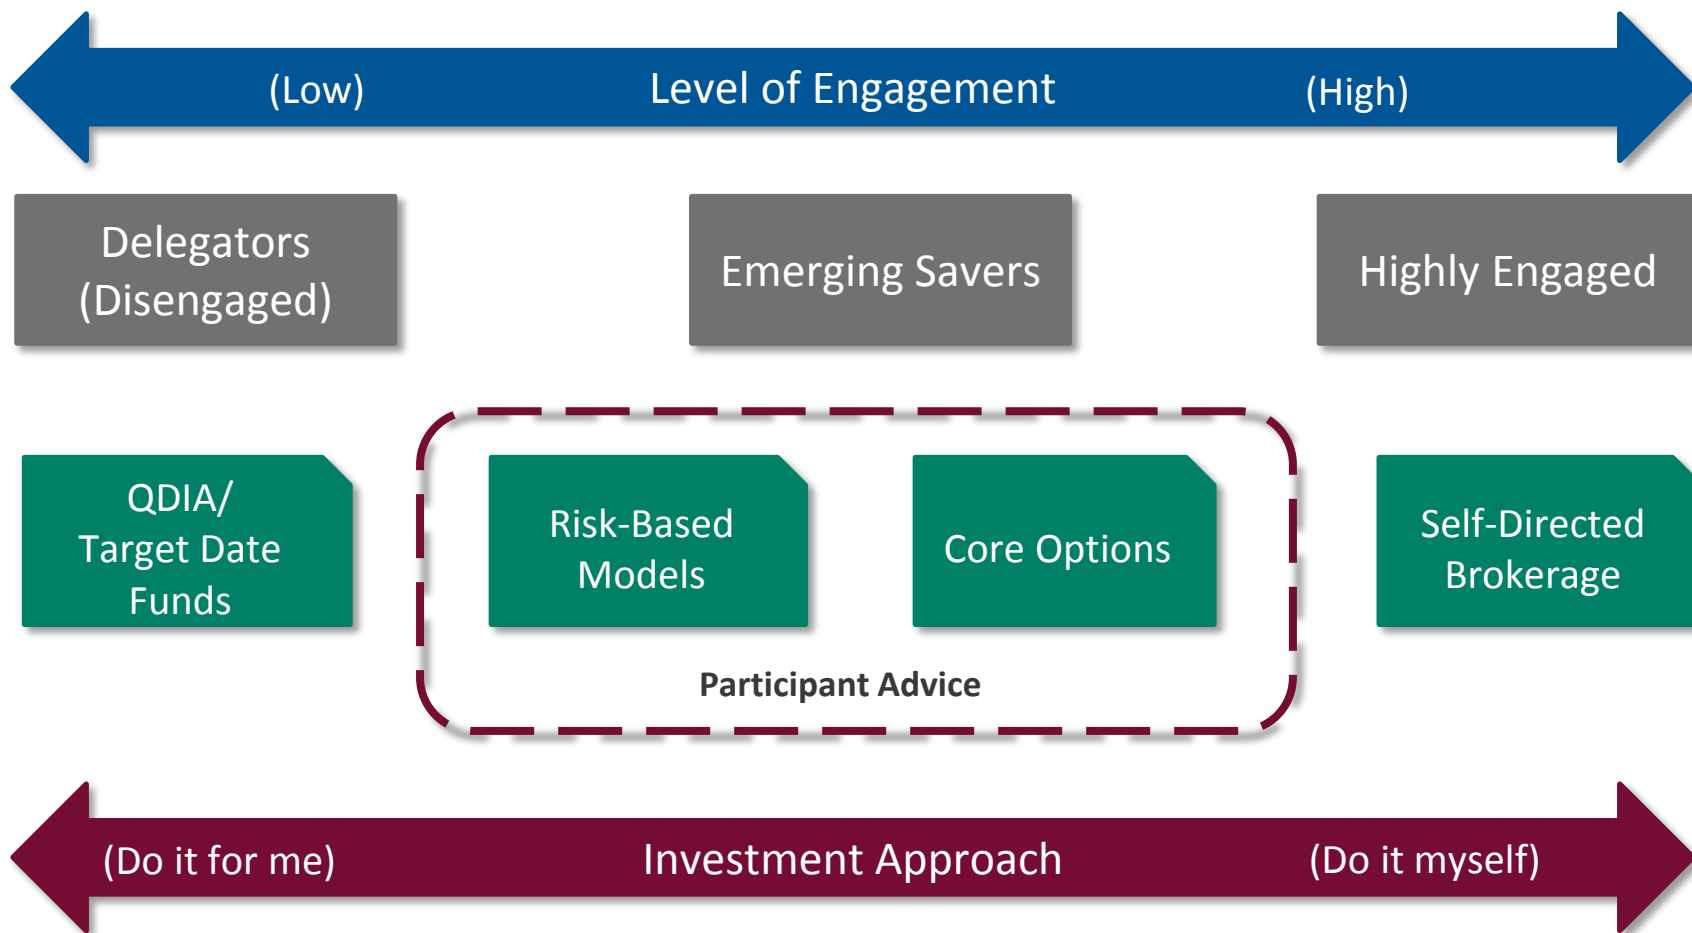 (Low) Level of Engagement (High)
Delegators
(Disengaged)
Emerging Savers
Highly Engaged
QDIA/
Target Date
Funds
Risk-Based
Models
Core Options
Self-Directed
Brokerage
Participant Advice
(Do it for me) Investment Approach (Do it myself)